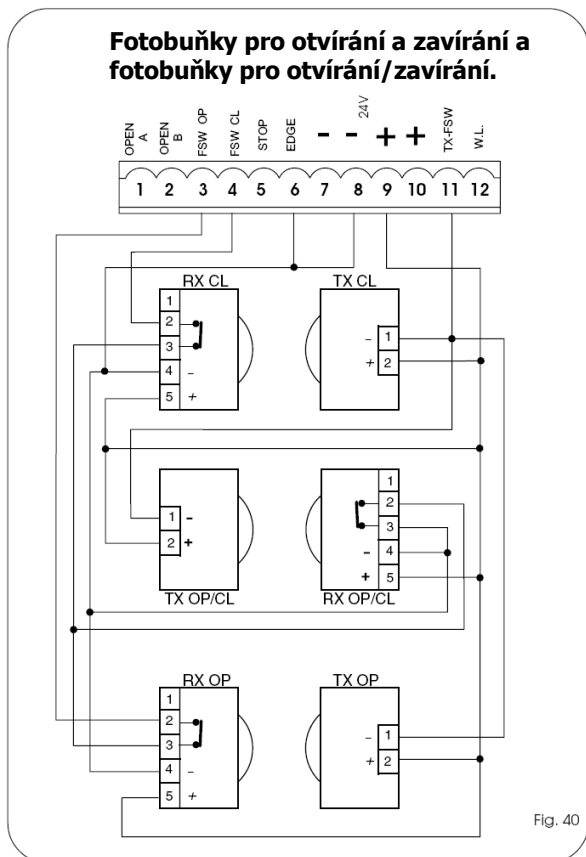 Fotobuňky pro otvírání a zavírání a
fotobuňky pro otvírání/zavírání.
OPEN A
OPEN B
FSW OP
FSW CL
STOP
EDGE
-
-
24V
+
+
TX-FSW
W.L.
1 2 3 4 5 6 7 8 9 10 11 12
RX CL
1
2
3
4 -
5 +
TX CL
- 1
+ 2
1 -
2 +
TX OP/CL
1
2
3
- 4
+ 5
RX OP/CL
RX OP
1
2
3
4 -
5 +
TX OP
- 1
+ 2
Fig. 40